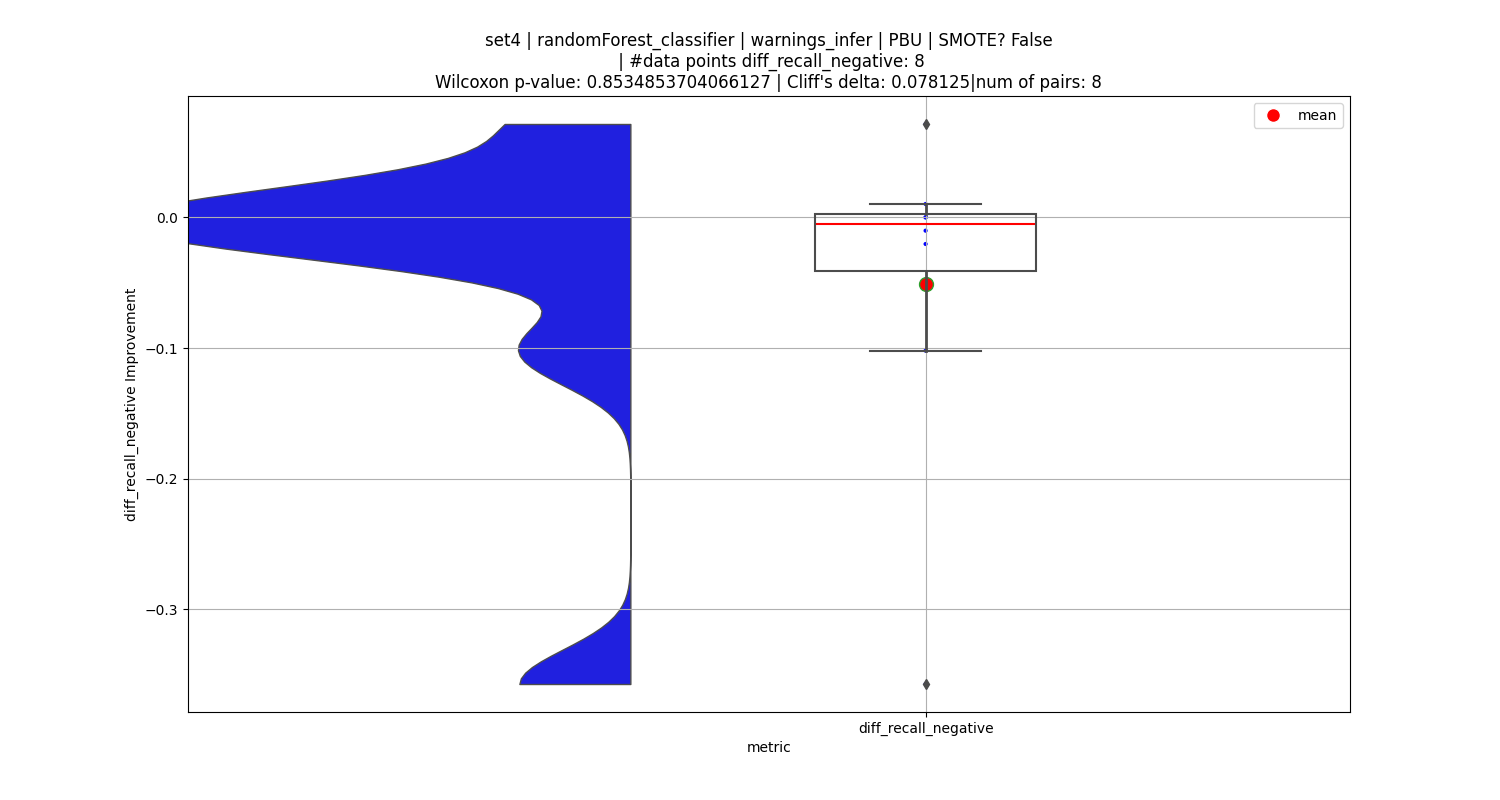 set4 | randomForest_classifier | warnings_infer | PBU | SMOTE? False
| #data points diff_recall_negative: 8
Wilcoxon p-value: 0.8534853704066127 | Cliff's delta: 0.078125|num of pairs: 8
mean
0.0
−0.1
−0.2
−0.3
diff_recall_negative Improvement
diff_recall_negative
metric